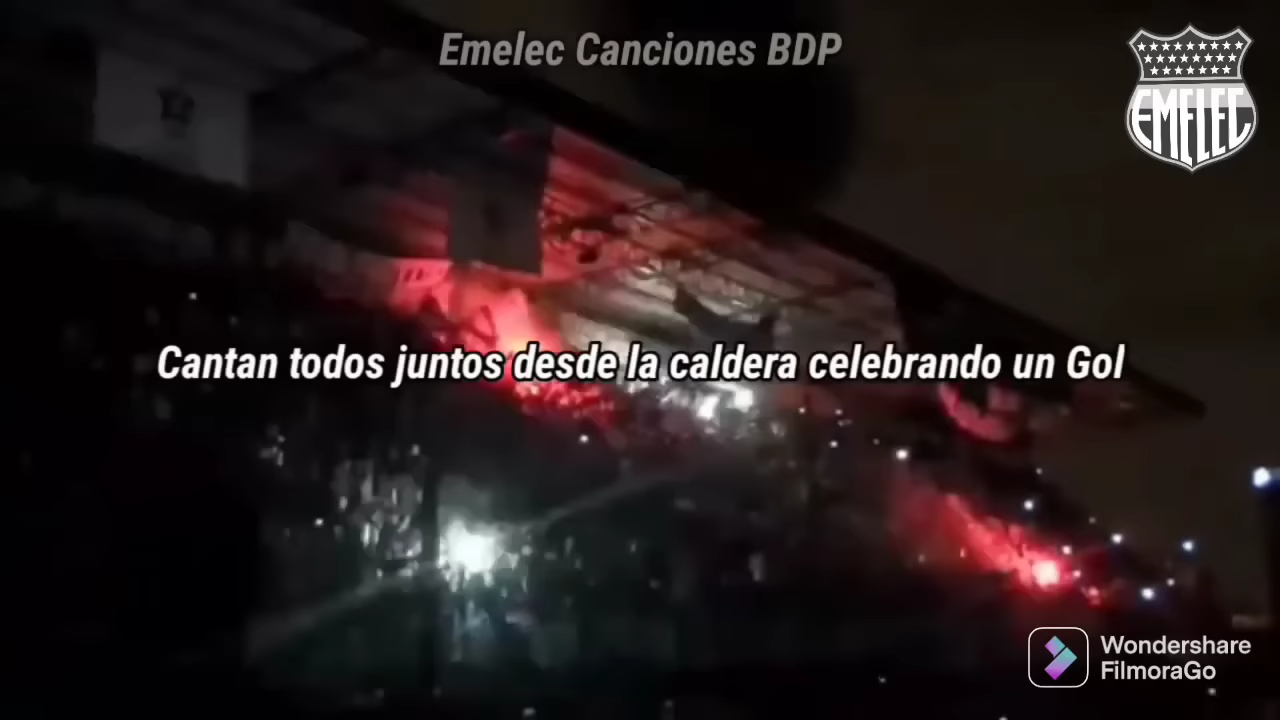 Emelec Canciones BDP
EMELEC
Cantan todos juntos desde la caldera celebrando un Gol
Wondershare
FilmoraGo